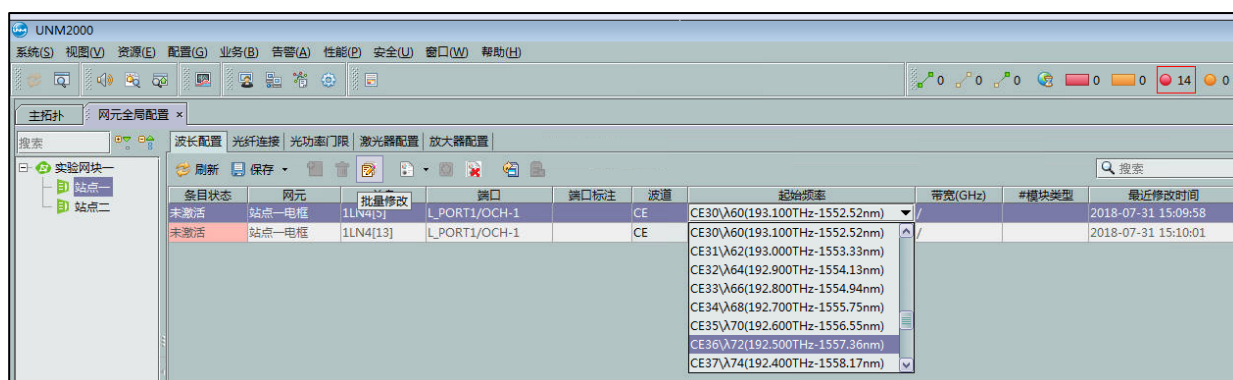 UNM2000
系统(S) 视图(V) 资源(E) 配置(G) 业务(B) 告警(A) 性能(P) 安全(U) 窗口(W) 帮助(H)
0 0 0 0 0 14 0
主拓扑 网元全局配置 ×
搜索 波长配置 光纤连接 光功率门限 激光器配置 放大器配置
实验网块一 刷新 保存 搜索
站点一 条目状态 网元 批量修改 端口 端口标注 波道 起始频率 带宽(GHz) #模块类型 最近修改时间
站点二 未激活 站点一电框 1LN4[5] L_PORT1/OCH-1 CE CE30\λ60(193.100THz-1552.52nm) / 2018-07-31 15:09:58
未激活 站点一电框 1LN4[13] L_PORT1/OCH-1 CE CE30\λ60(193.100THz-1552.52nm) / 2018-07-31 15:10:01
CE31\λ62(193.000THz-1553.33nm)
CE32\λ64(192.900THz-1554.13nm)
CE33\λ66(192.800THz-1554.94nm)
CE34\λ68(192.700THz-1555.75nm)
CE35\λ70(192.600THz-1556.55nm)
CE36\λ72(192.500THz-1557.36nm)
CE37\λ74(192.400THz-1558.17nm)